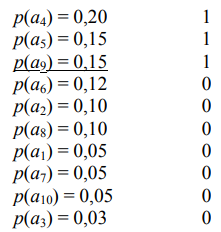 p(a₄) = 0,20 1
p(a₅) = 0,15 1
p(a₉) = 0,15 1
p(a₆) = 0,12 0
p(a₂) = 0,10 0
p(a₈) = 0,10 0
p(a₁) = 0,05 0
p(a₇) = 0,05 0
p(a₁₀) = 0,05 0
p(a₃) = 0,03 0